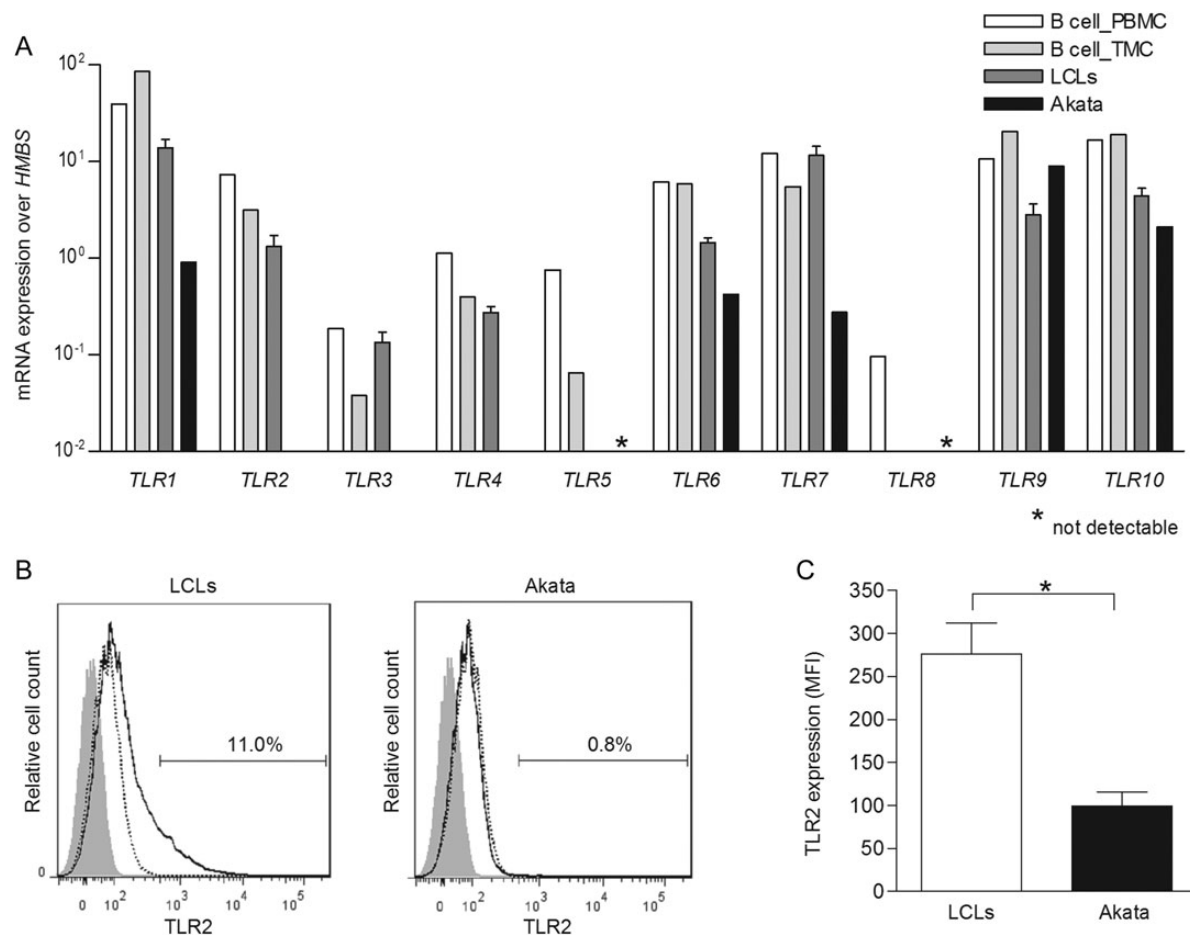 A
B cell_PBMC
B cell_TMC
LCLs
Akata
mRNA expression over HMBS
10²
10¹
10⁰
10⁻¹
10⁻²
* *
TLR1 TLR2 TLR3 TLR4 TLR5 TLR6 TLR7 TLR8 TLR9 TLR10
* not detectable
B
LCLs
Relative cell count
11.0%
0
0 10² 10³ 10⁴ 10⁵
TLR2
Akata
Relative cell count
0.8%
0 10² 10³ 10⁴ 10⁵
TLR2
C
TLR2 expression (MFI)
350
300
250
200
150
100
50
0
*
LCLs Akata